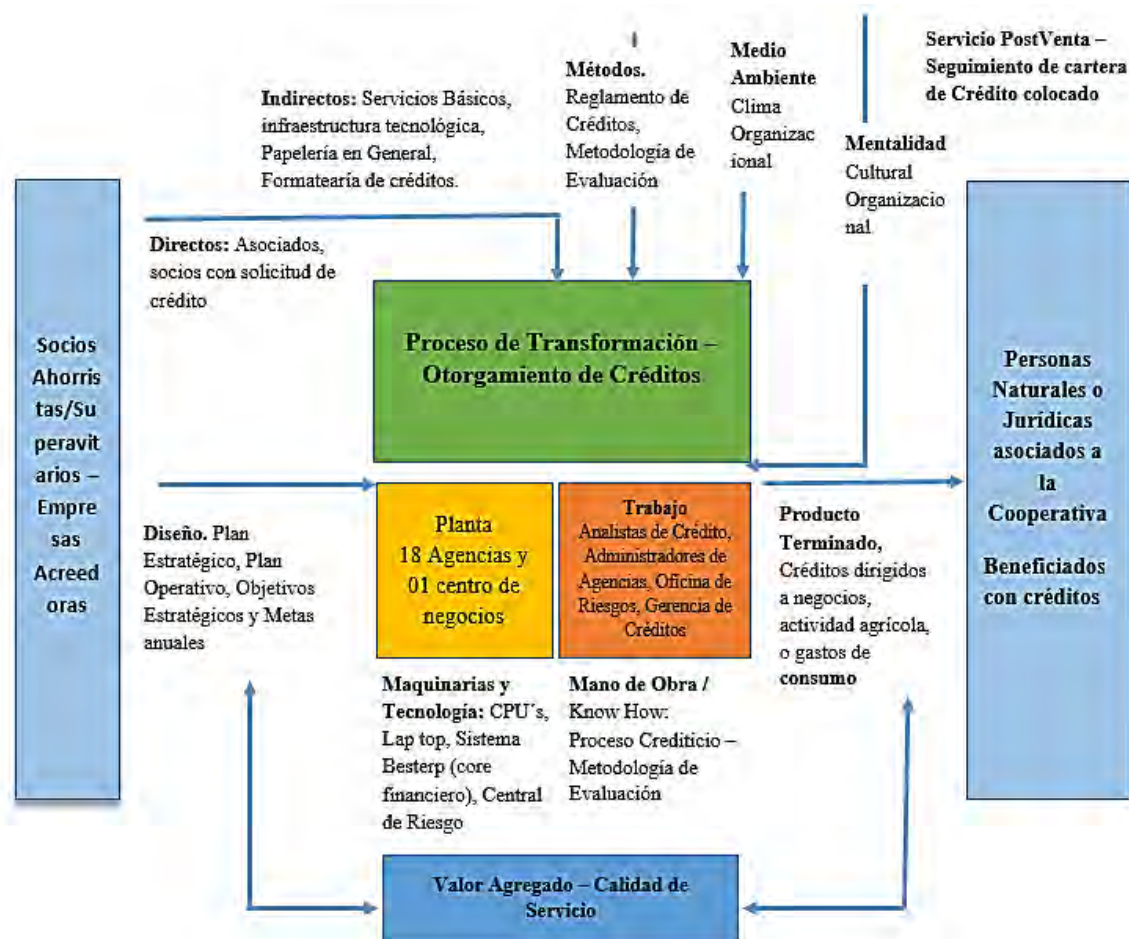 Indirectos: Servicios Básicos,
infraestructura tecnológica,
Papelería en General,
Formatearía de créditos.
Métodos.
Reglamento de
Créditos,
Metodología de
Evaluación
Medio
Ambiente
Clima
Organizac
ional
Servicio PostVenta –
Seguimiento de cartera
de Crédito colocado
Mentalidad
Cultural
Organizacio
nal
Directos: Asociados,
socios con solicitud de
crédito
Socios
Ahorris
tas/Su
peravit
arios –
Empre
sas
Acreed
oras
Proceso de Transformación –
Otorgamiento de Créditos
Personas
Naturales o
Jurídicas
asociados a
la
Cooperativa
Beneficiados
con créditos
Diseño. Plan
Estratégico, Plan
Operativo, Objetivos
Estratégicos y Metas
anuales
Planta
18 Agencias y
01 centro de
negocios
Trabajo
Analistas de Crédito,
Administradores de
Agencias, Oficina de
Riesgos, Gerencia de
Créditos
Producto
Terminado,
Créditos dirigidos
a negocios,
actividad agrícola,
o gastos de
consumo
Maquinarias y
Tecnología: CPU´s,
Lap top, Sistema
Besterp (core
financiero), Central
de Riesgo
Mano de Obra /
Know How:
Proceso Crediticio –
Metodología de
Evaluación
Valor Agregado – Calidad de
Servicio